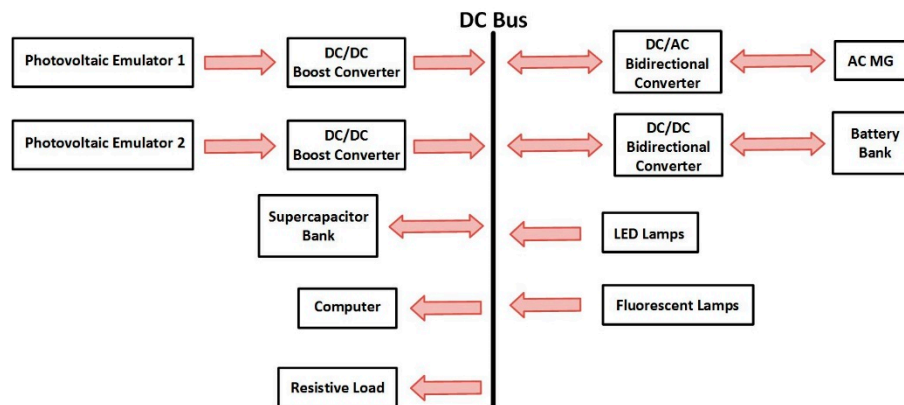 DC Bus
Photovoltaic Emulator 1
DC/DC
Boost Converter
DC/AC
Bidirectional
Converter
AC MG
Photovoltaic Emulator 2
DC/DC
Boost Converter
DC/DC
Bidirectional
Converter
Battery
Bank
Supercapacitor
Bank
LED Lamps
Computer
Fluorescent Lamps
Resistive Load